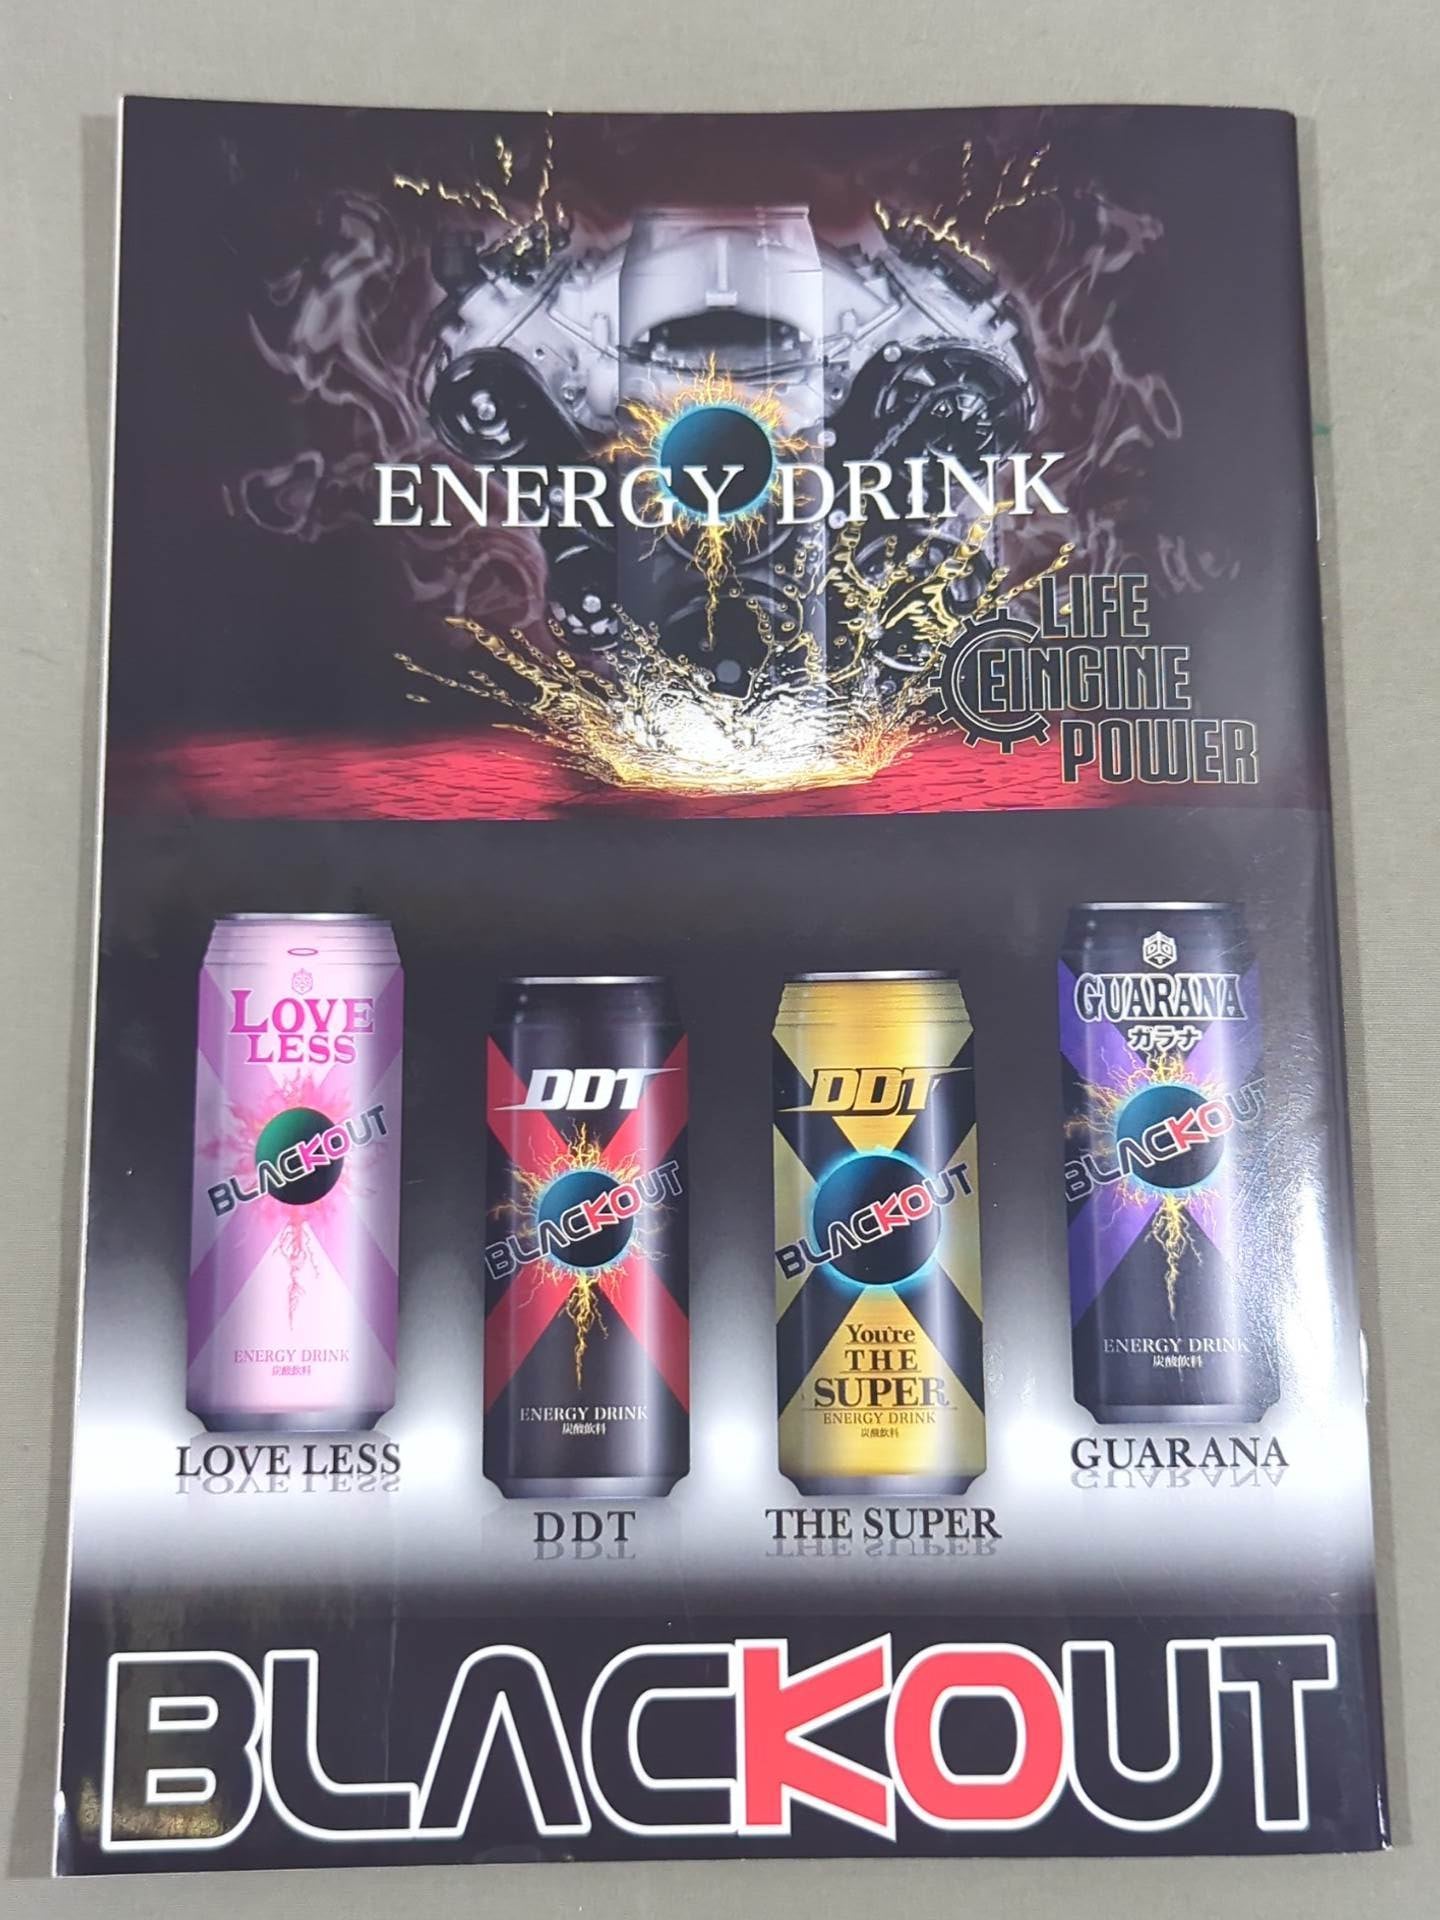 ENERGY DRINK
LIFE
EINGINE
POWER
LOVE
LESS
BLACKOUT
ENERGY DRINK
炭酸飲料
LOVE LESS
DDT
BLACKOUT
ENERGY DRINK
炭酸飲料
DDT
DDT
BLACKOUT
You're
THE
SUPER
ENERGY DRINK
炭酸飲料
THE SUPER
GUARANA
ガラナ
BLACKOUT
ENERGY DRINK
炭酸飲料
GUARANA
BLACKOUT